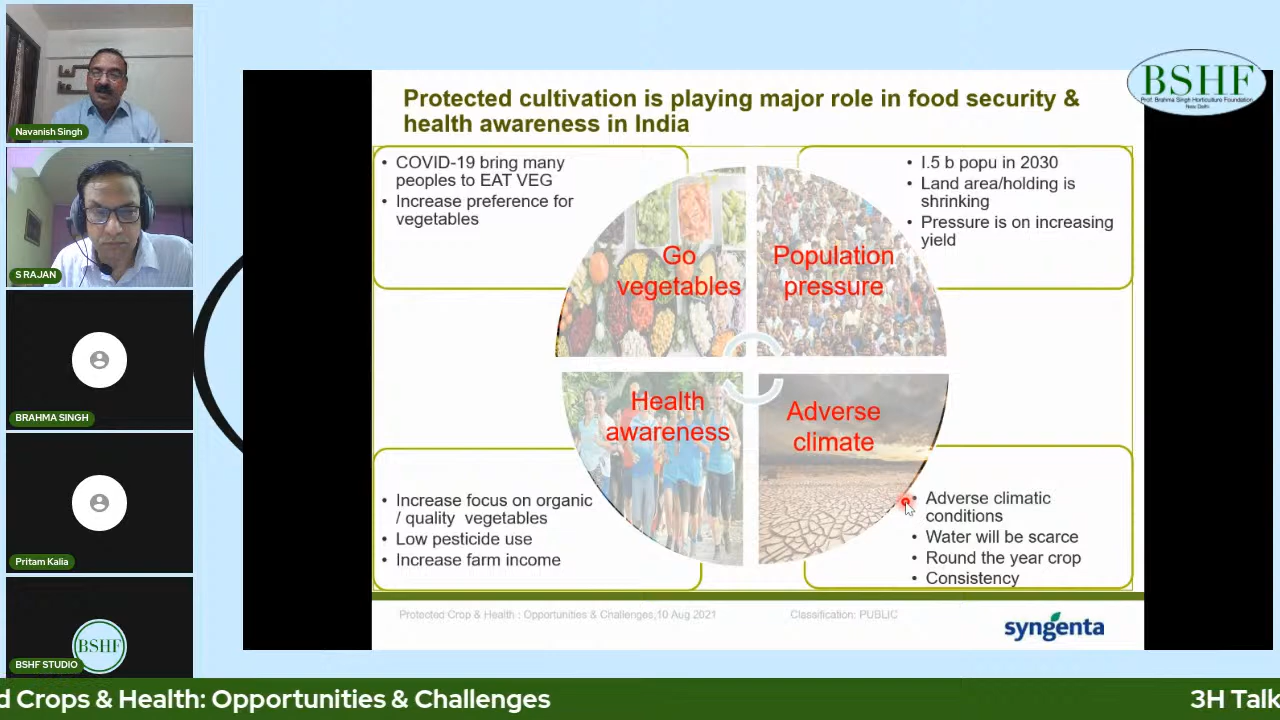 Navanish Singh
S RAJAN
BRAHMA SINGH
Pritam Kalia
BSHF
BSHF STUDIO
BSHF
Prof. Brahma Singh Horticulture Foundation
New Delhi
Protected cultivation is playing major role in food security &
health awareness in India
• COVID-19 bring many
peoples to EAT VEG
• Increase preference for
vegetables
• I.5 b popu in 2030
• Land area/holding is
shrinking
• Pressure is on increasing
yield
Go
vegetables
Population
pressure
Health
awareness
Adverse
climate
• Increase focus on organic
/ quality vegetables
• Low pesticide use
• Increase farm income
• Adverse climatic
conditions
• Water will be scarce
• Round the year crop
• Consistency
Protected Crop & Health : Opportunities & Challenges,10 Aug 2021
Classification: PUBLIC
syngenta
d Crops & Health: Opportunities & Challenges
3H Talk